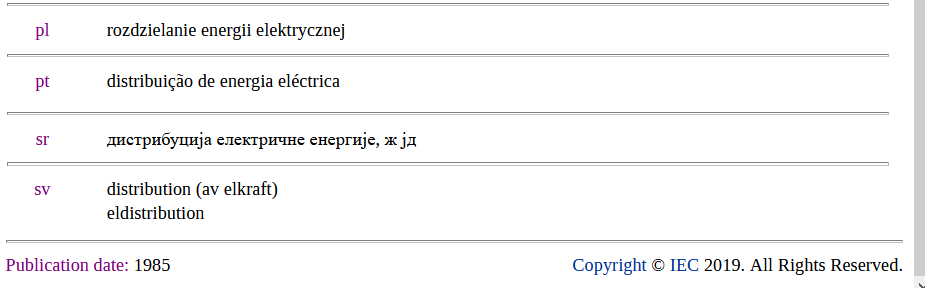 pl rozdzielanie energii elektrycznej
pt distribuição de energia eléctrica
sr дистрибуција електричне енергије, ж јд
sv distribution (av elkraft)
eldistribution
Publication date: 1985 Copyright © IEC 2019. All Rights Reserved.